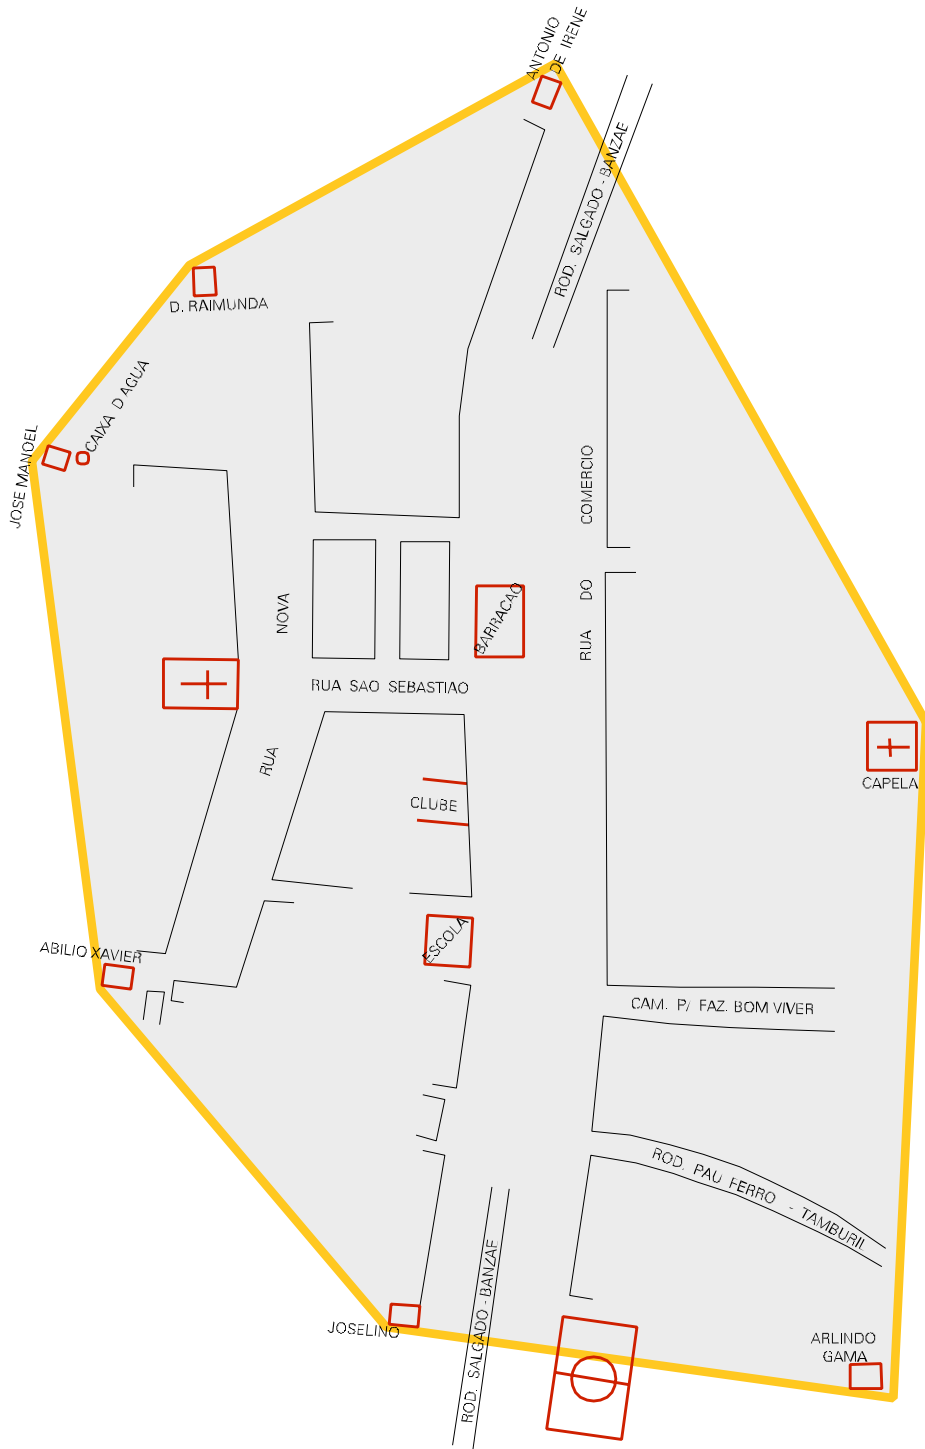 ANTONIO
DE IRENE
ROD. SALGADO - BANZAE
D. RAIMUNDA
CAIXA D AGUA
JOSE MANOEL
RUA DO COMERCIO
BARRACAO
RUA NOVA
RUA SAO SEBASTIAO
CAPELA
CLUBE
ESCOLA
ABILIO XAVIER
CAM. P/ FAZ. BOM VIVER
ROD. PAU FERRO - TAMBURIL
ROD. SALGADO - BANZAE
JOSELINO
ARLINDO
GAMA